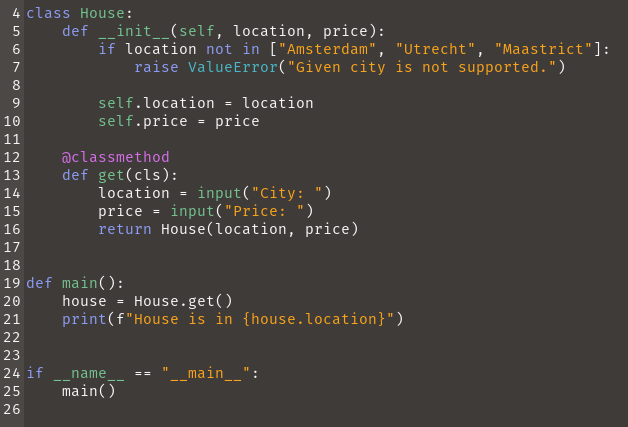 4 class House:
5     def __init__(self, location, price):
6         if location not in ["Amsterdam", "Utrecht", "Maastrict"]:
7             raise ValueError("Given city is not supported.")
8
9         self.location = location
10         self.price = price
11
12     @classmethod
13     def get(cls):
14         location = input("City: ")
15         price = input("Price: ")
16         return House(location, price)
17
18
19 def main():
20     house = House.get()
21     print(f"House is in {house.location}")
22
23
24 if __name__ == "__main__":
25     main()
26